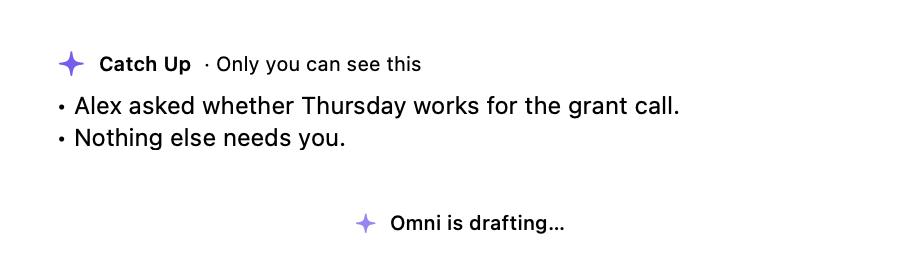 Catch Up · Only you can see this
• Alex asked whether Thursday works for the grant call.
• Nothing else needs you.
Omni is drafting...